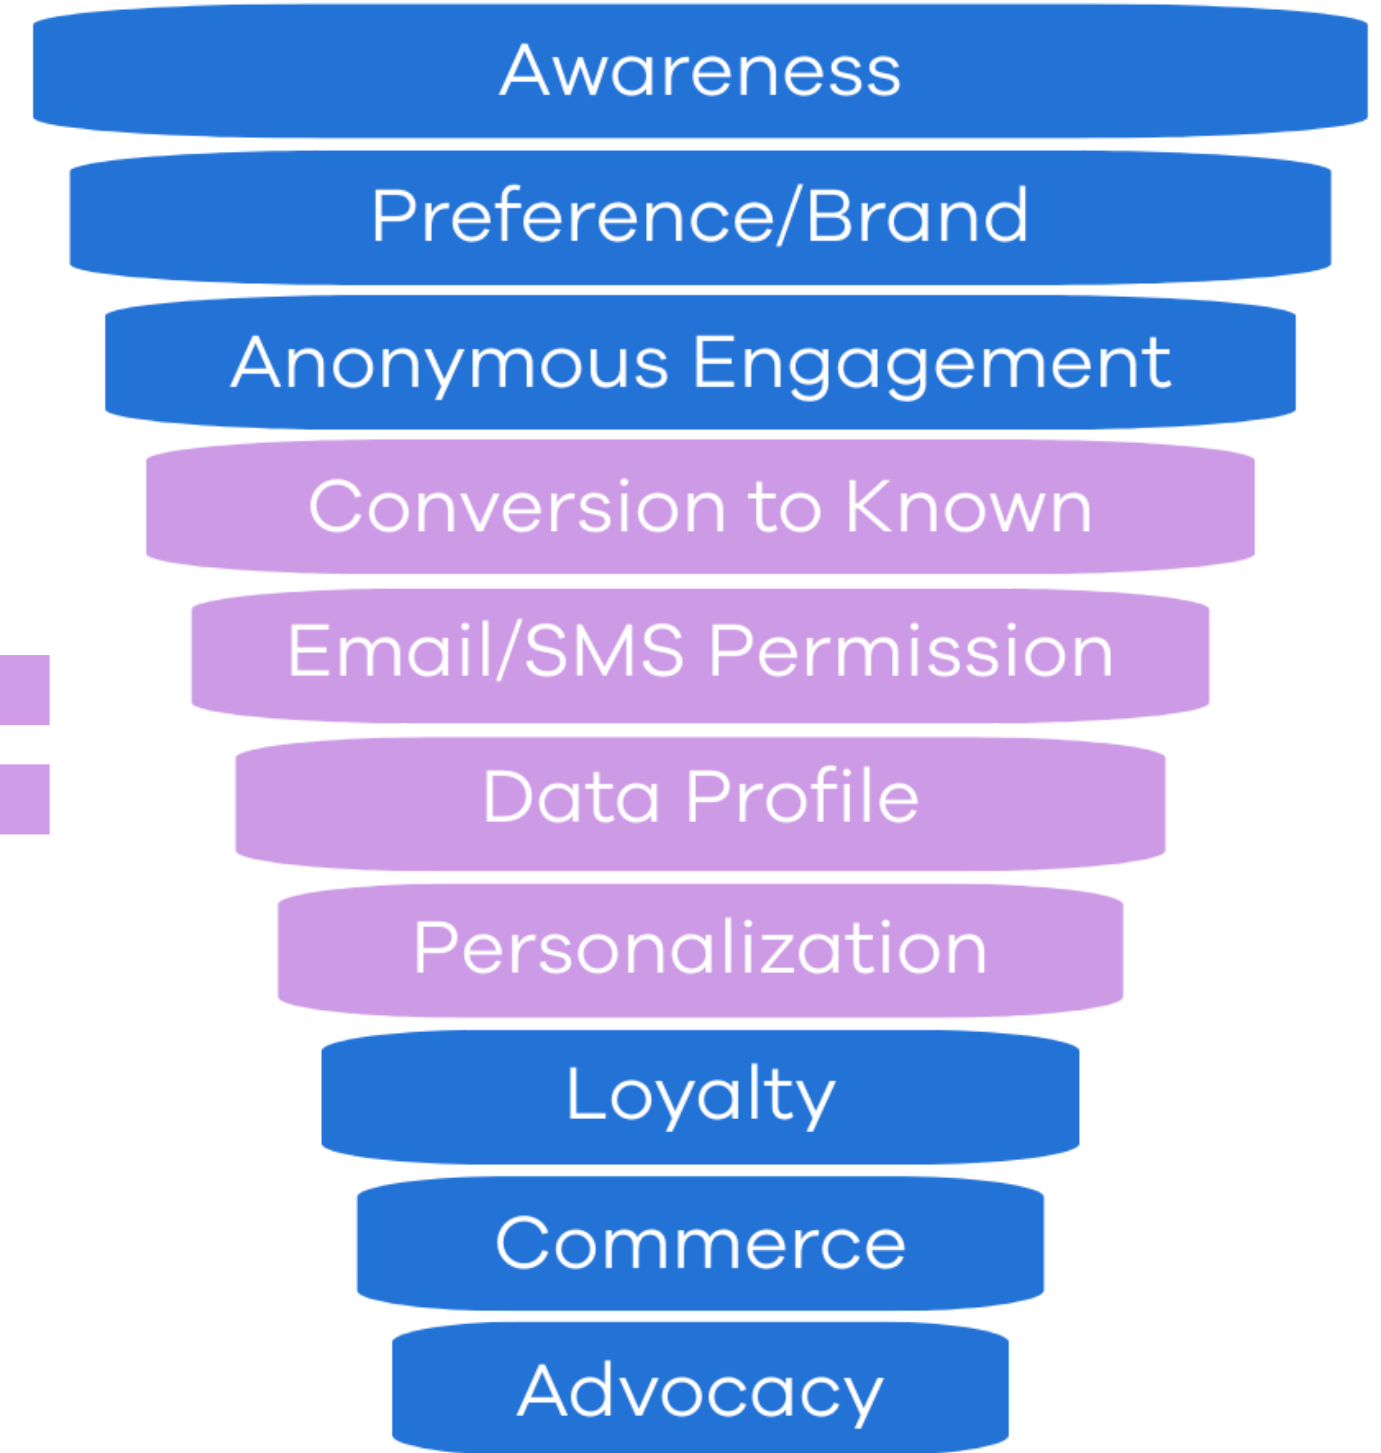 Awareness
Preference/Brand
Anonymous Engagement
Conversion to Known
Email/SMS Permission
Data Profile
Personalization
Loyalty
Commerce
Advocacy